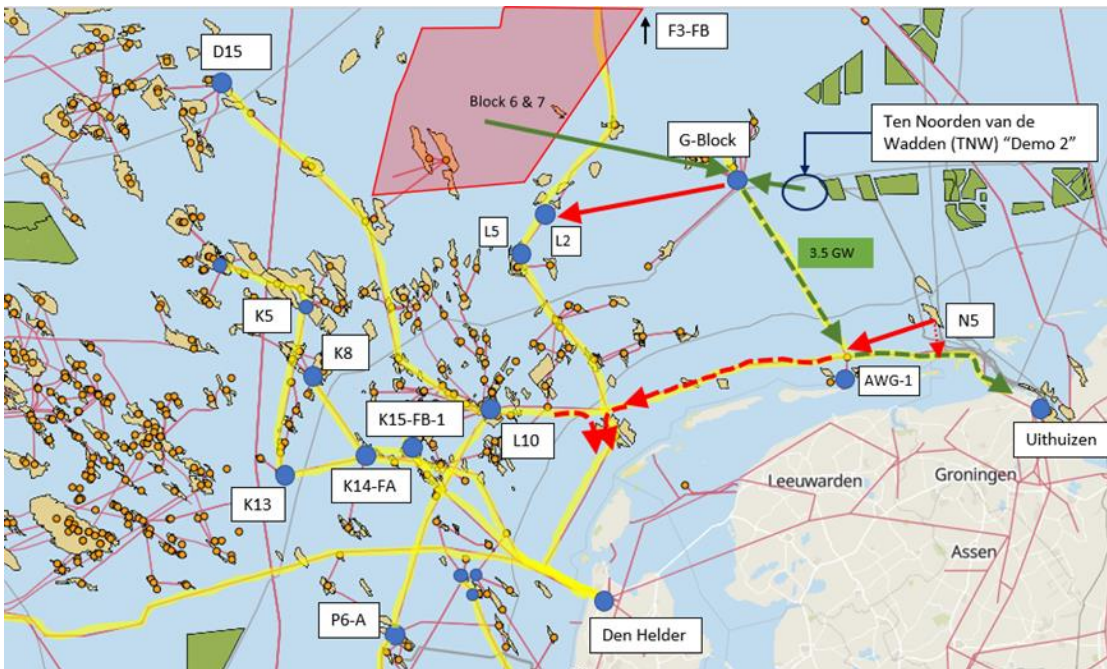 F3-FB
D15
Block 6 & 7
G-Block
Ten Noorden van de
Wadden (TNW) “Demo 2”
L5
L2
3.5 GW
K5
N5
K8
AWG-1
K15-FB-1
L10
Uithuizen
K14-FA
K13
Leeuwarden
Groningen
Assen
P6-A
Den Helder